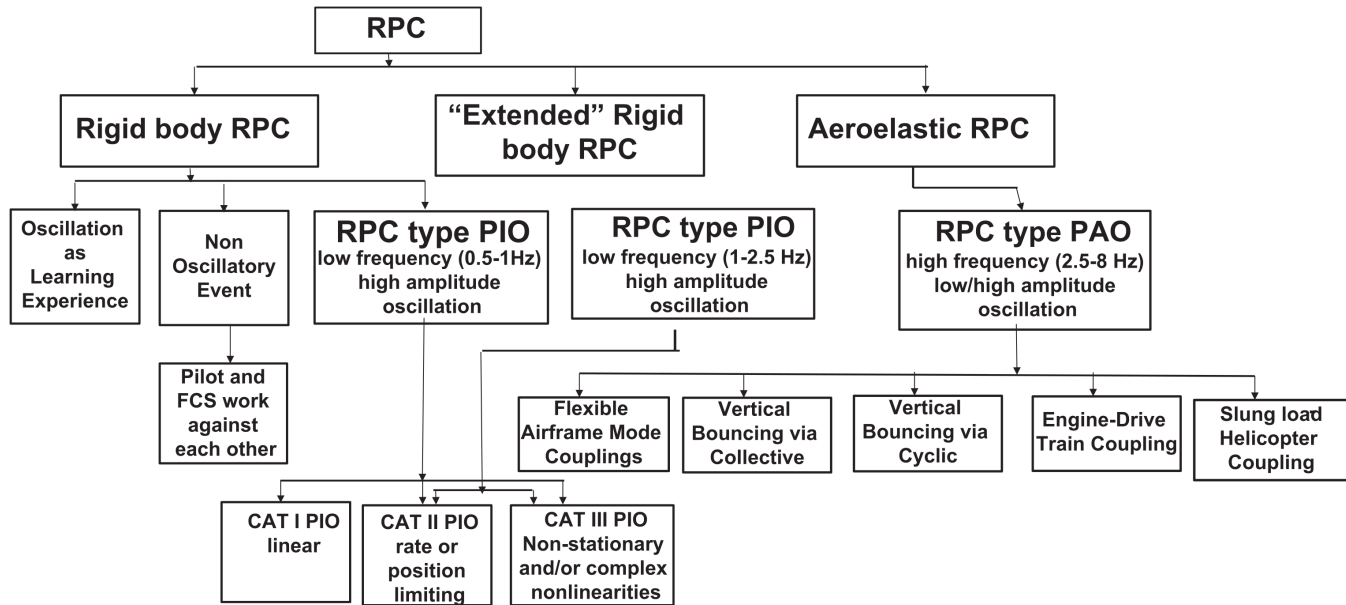 RPC
Rigid body RPC
“Extended” Rigid
body RPC
Aeroelastic RPC
Oscillation
as
Learning
Experience
Non
Oscillatory
Event
RPC type PIO
low frequency (0.5-1Hz)
high amplitude
oscillation
RPC type PIO
low frequency (1-2.5 Hz)
high amplitude
oscillation
RPC type PAO
high frequency (2.5-8 Hz)
low/high amplitude
oscillation
Pilot and
FCS work
against
each other
Flexible
Airframe Mode
Couplings
Vertical
Bouncing via
Collective
Vertical
Bouncing via
Cyclic
Engine-Drive
Train Coupling
Slung load
Helicopter
Coupling
CAT I PIO
linear
CAT II PIO
rate or
position
limiting
CAT III PIO
Non-stationary
and/or complex
nonlinearities